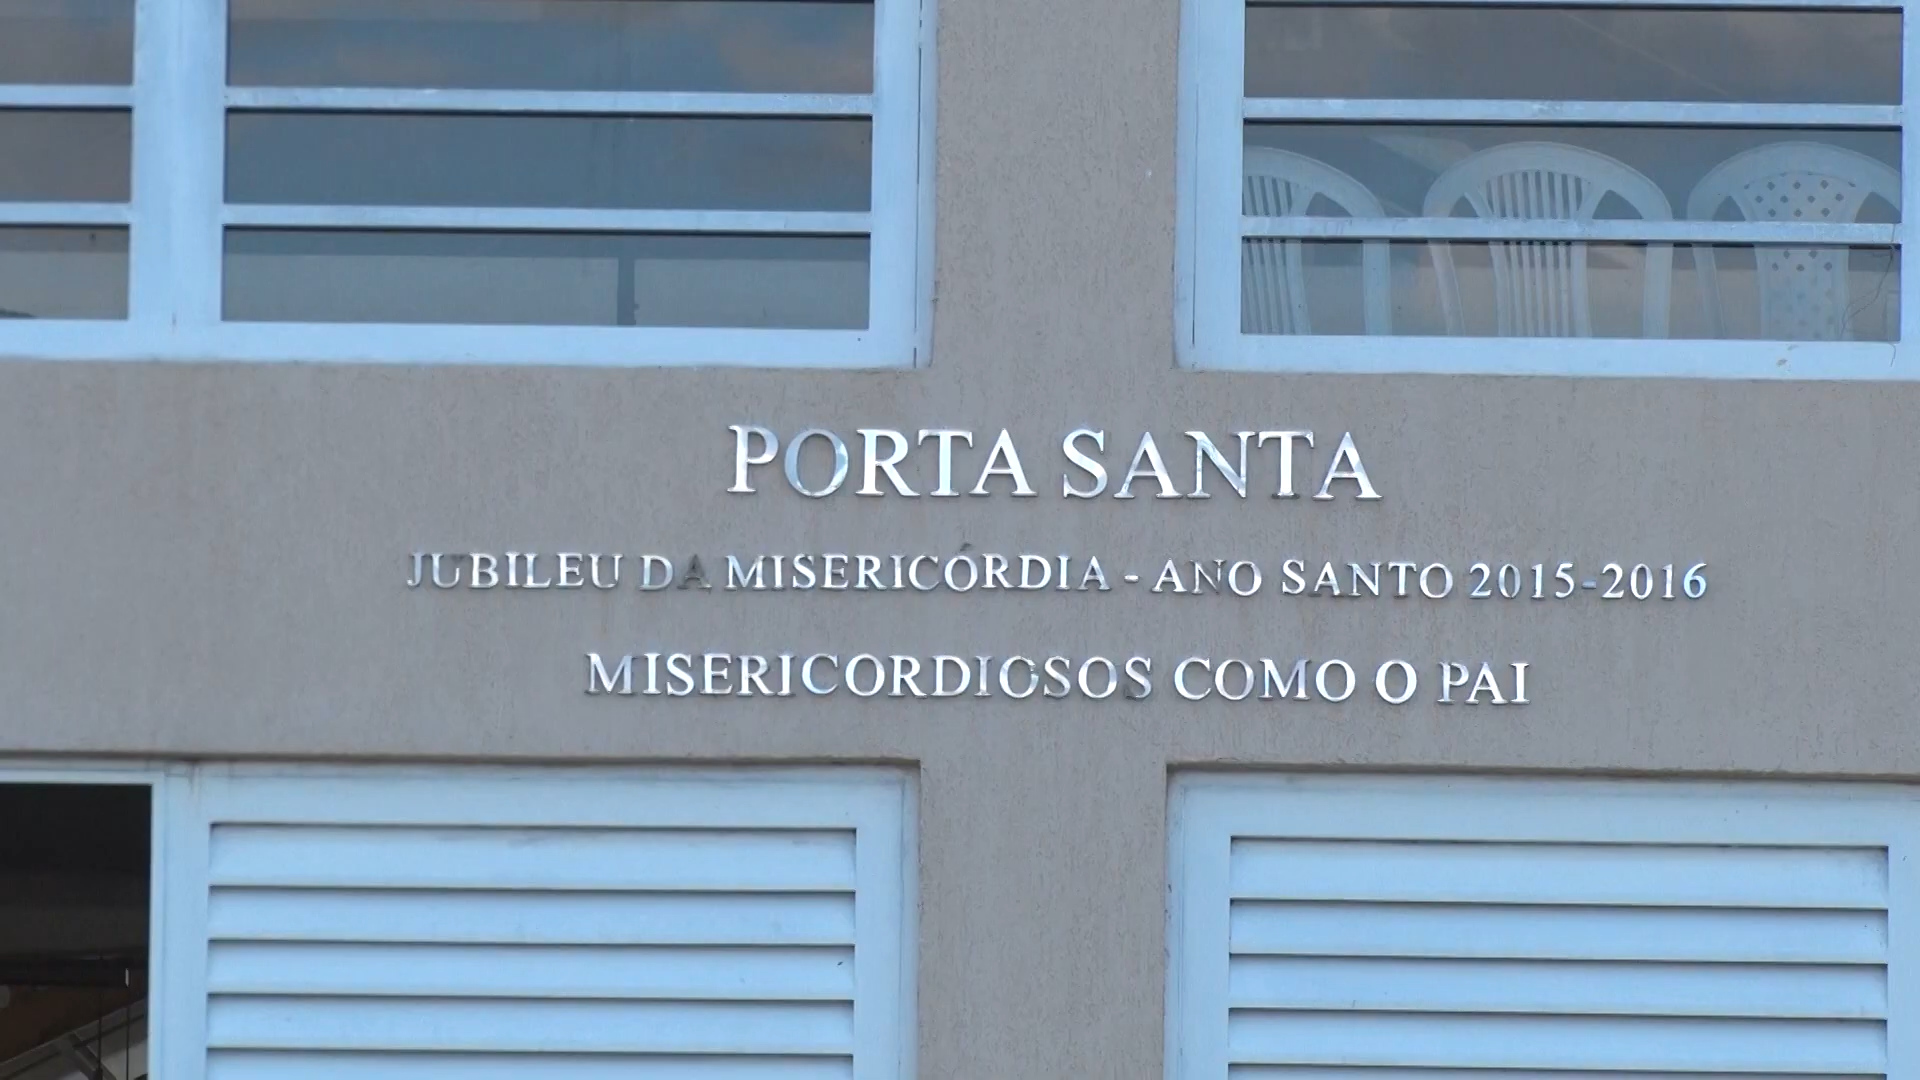 PORTA SANTA
JUBILEU DA MISERICÓRDIA - ANO SANTO 2015-2016
MISERICORDIOSOS COMO O PAI